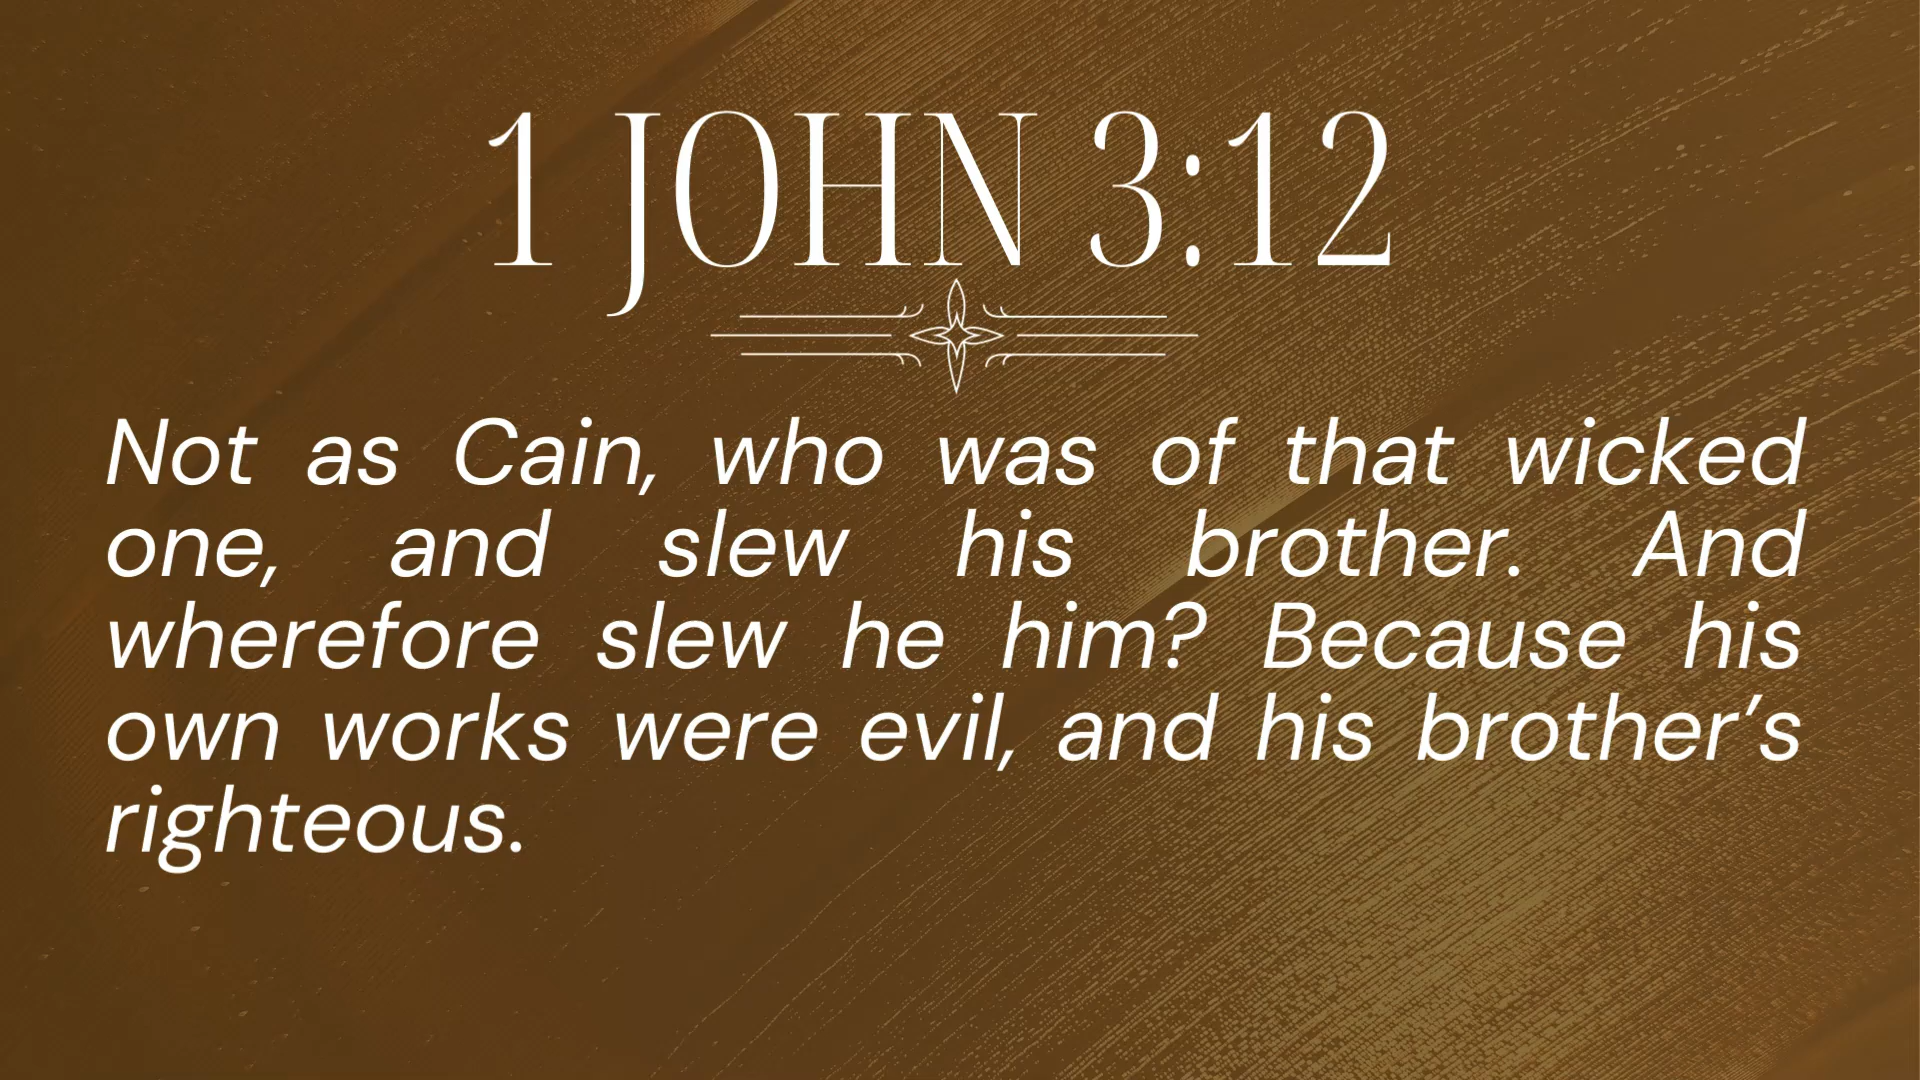 1 JOHN 3:12
Not as Cain, who was of that wicked
one, and slew his brother. And
wherefore slew he him? Because his
own works were evil, and his brother’s
righteous.